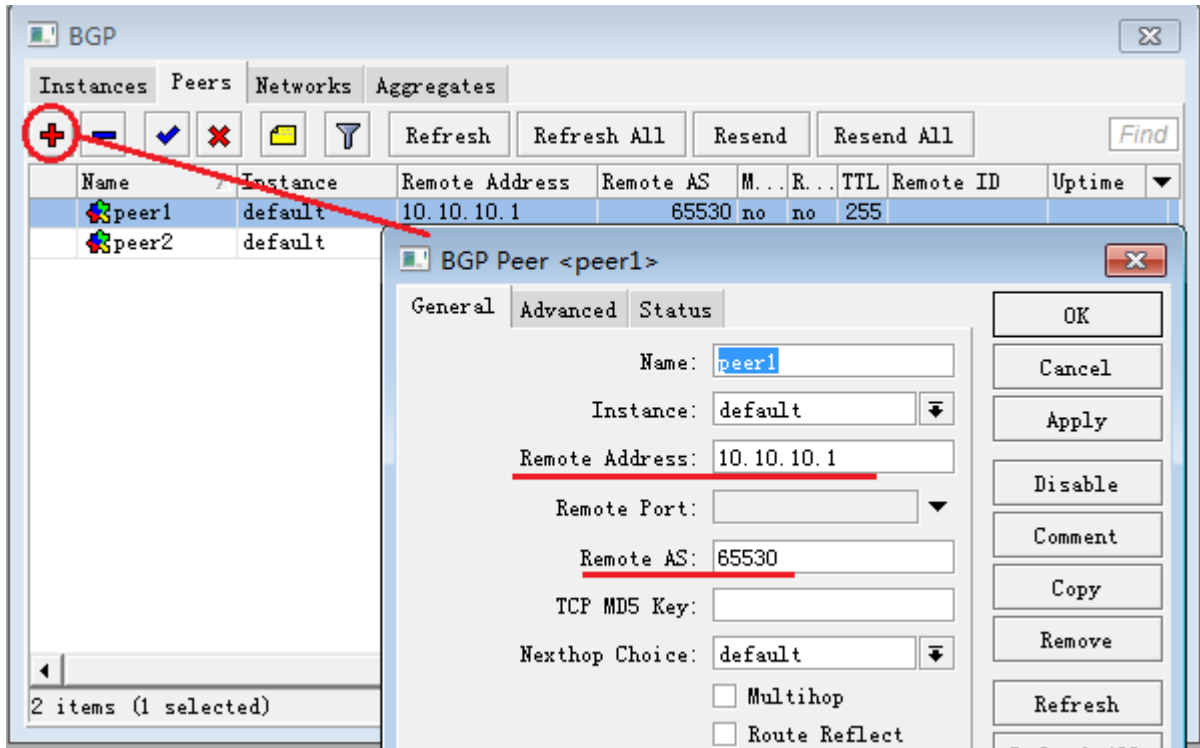 BGP
Instances Peers Networks Aggregates
Refresh Refresh All Resend Resend All Find
Name Instance Remote Address Remote AS M... R... TTL Remote ID Uptime
peer1 default 10.10.10.1 65530 no no 255
peer2 default
BGP Peer <peer1>
General Advanced Status
OK
Name: peer1
Cancel
Instance: default
Apply
Remote Address: 10.10.10.1
Disable
Remote Port:
Comment
Remote AS: 65530
Copy
TCP MD5 Key:
Remove
Nexthop Choice: default
Multihop
Refresh
Route Reflect
2 items (1 selected)